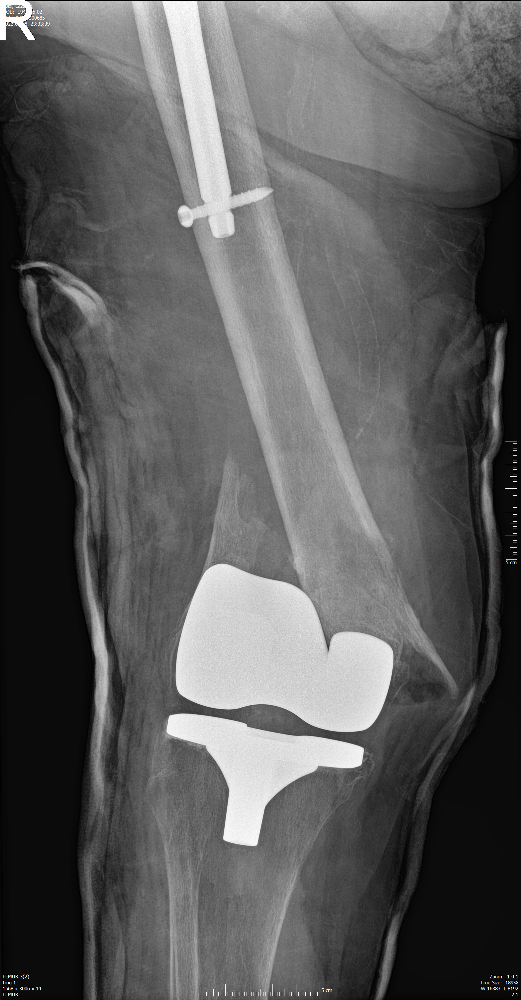 R
23:33:39
5 cm
FEMUR 3(2)
Img 1
1568 x 3006 x 14
FEMUR
5 cm
Zoom: 1.0:1
True Size: 189%
W 16383 L 8192
2:1